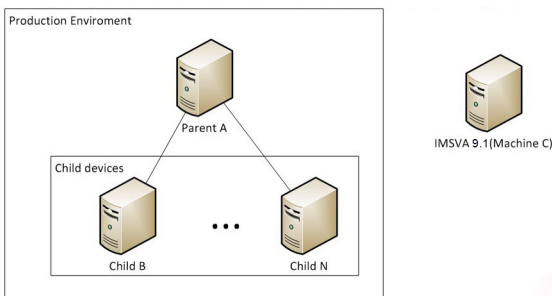 Production Enviroment
Parent A
IMSVA 9.1(Machine C)
Child devices
Child B
Child N